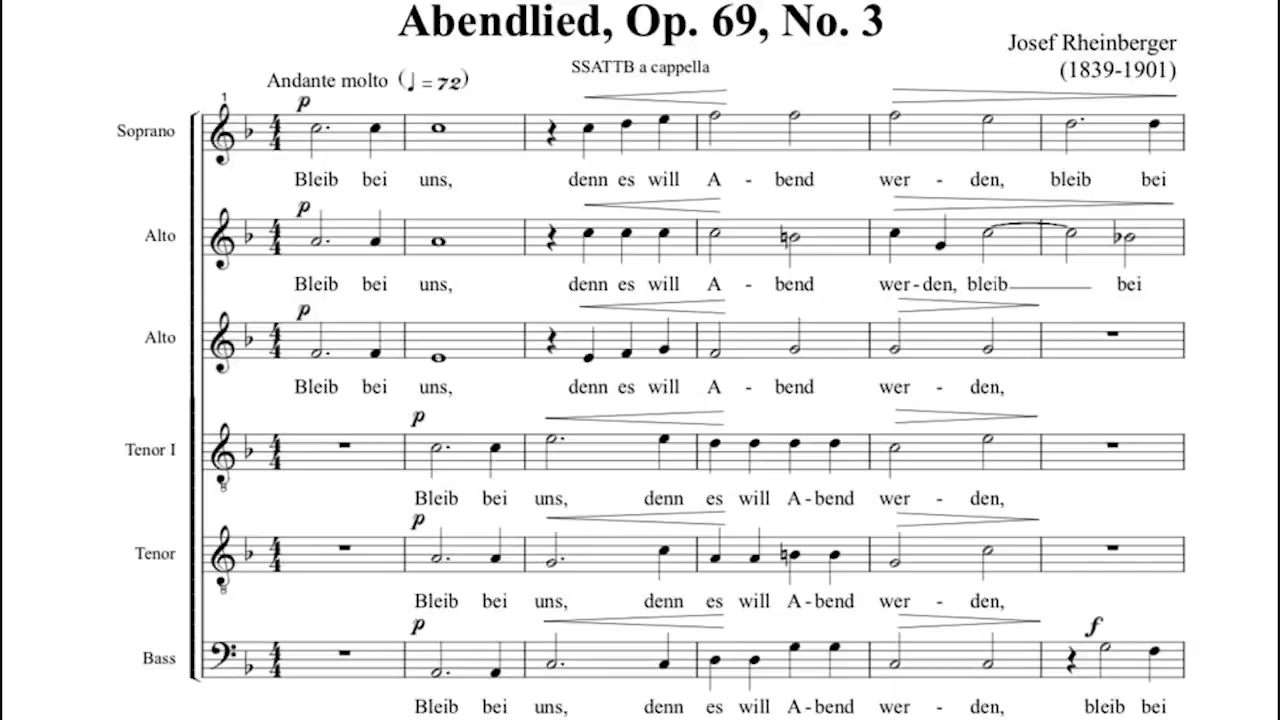 Abendlied, Op. 69, No. 3
Josef Rheinberger
(1839-1901)
SSATTB a cappella
Andante molto (♩ = 72)
1
p
Soprano
Bleib bei uns, denn es will A - bend wer - den, bleib bei
p
Alto
Bleib bei uns, denn es will A - bend wer - den, bleib bei
p
Alto
Bleib bei uns, denn es will A - bend wer - den,
p
Tenor I
Bleib bei uns, denn es will A - bend wer - den,
p
Tenor
Bleib bei uns, denn es will A - bend wer - den,
p f
Bass
Bleib bei uns, denn es will A - bend wer - den, bleib bei